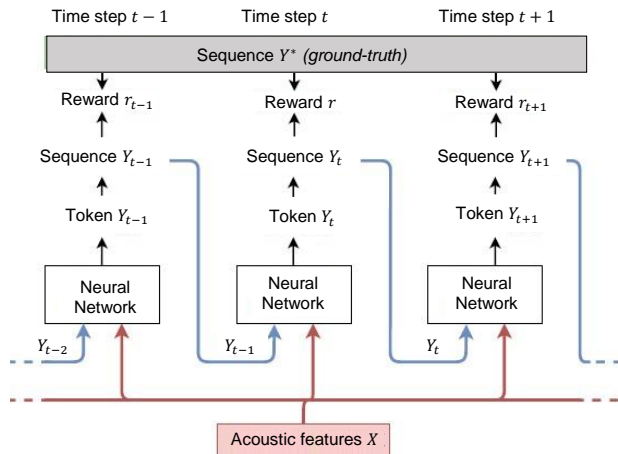 Time step t − 1 Time step t Time step t + 1
Sequence Y* (ground-truth)
Reward r_{t−1} Reward r Reward r_{t+1}
Sequence Y_{t−1} Sequence Y_t Sequence Y_{t+1}
Token Y_{t−1} Token Y_t Token Y_{t+1}
Neural Neural Neural
Network Network Network
Y_{t−2} Y_{t−1} Y_t
Acoustic features X